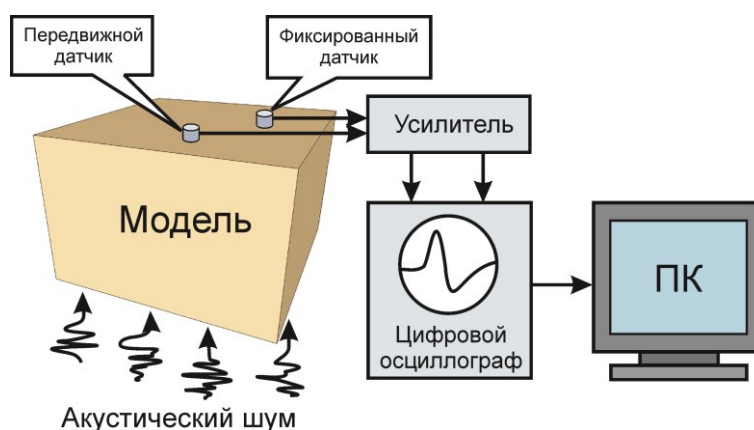 Передвижной
датчик
Фиксированный
датчик
Усилитель
Модель
ПК
Цифровой
осциллограф
Акустический шум